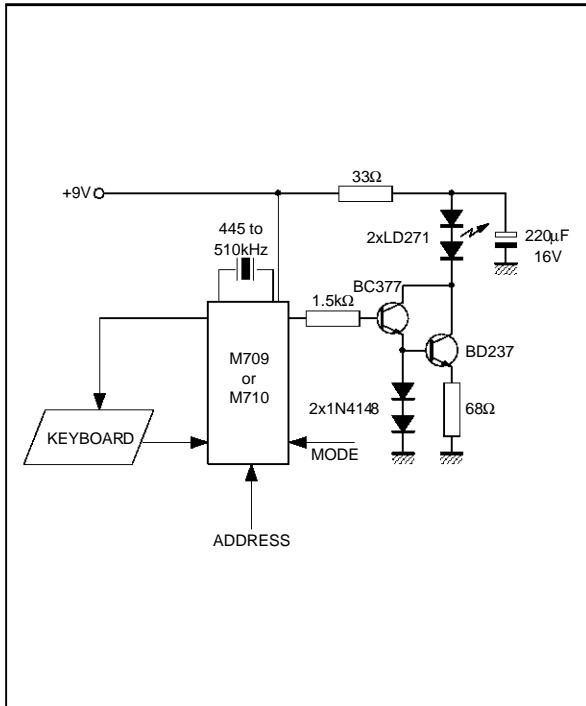 33Ω
+9V
445 to
510kHz
2xLD271
220µF
16V
BC377
1.5kΩ
M709
or
M710
BD237
2x1N4148
68Ω
KEYBOARD
MODE
ADDRESS